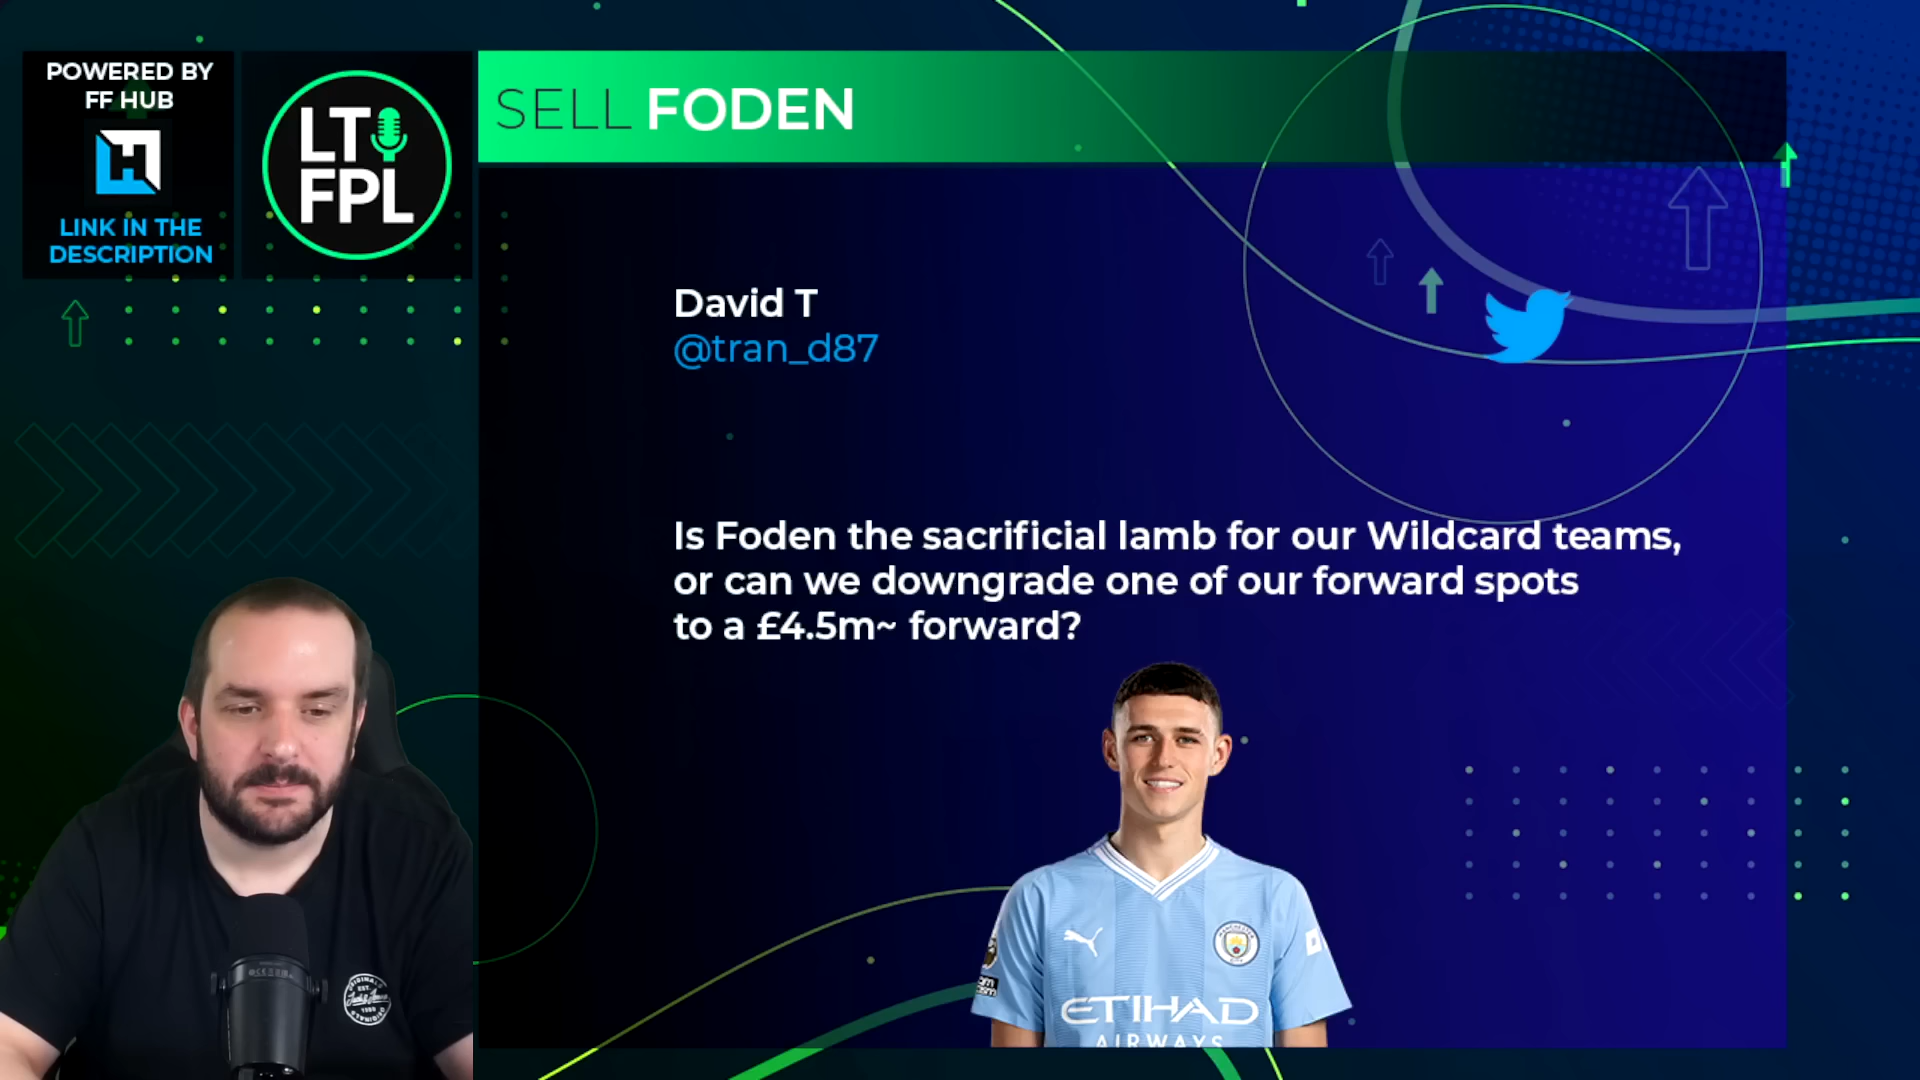 POWERED BY
FF HUB
LINK IN THE
DESCRIPTION
LT
FPL
SELL FODEN
David T
@tran_d87
Is Foden the sacrificial lamb for our Wildcard teams,
or can we downgrade one of our forward spots
to a £4.5m~ forward?
ETIHAD
AIRWAYS
ORIGINALS